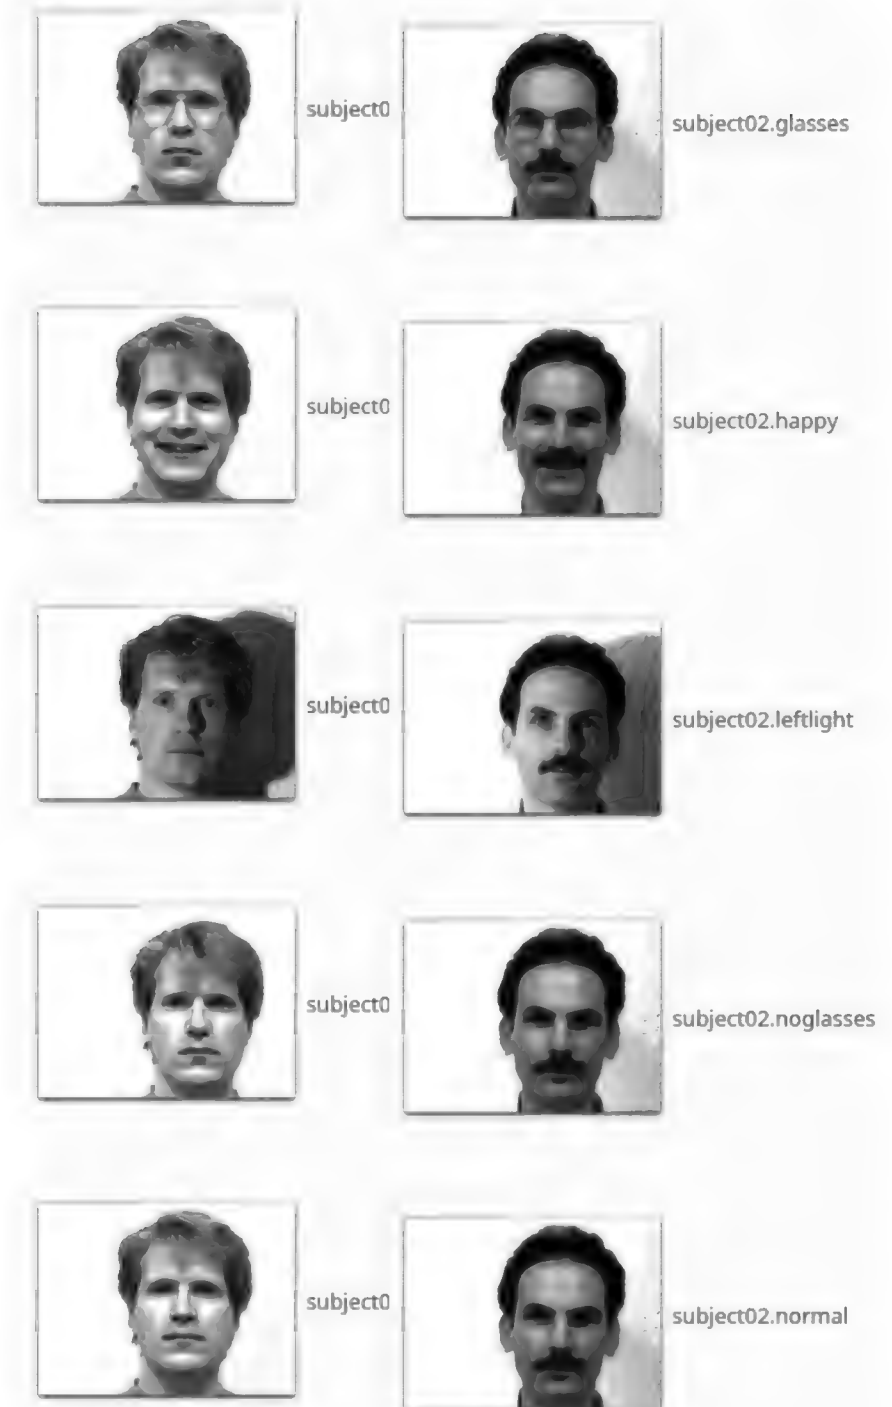 subject0
subject02.glasses
subject0
subject02.happy
subject0
subject02.leftlight
subject0
subject02.noglasses
subject0
subject02.normal